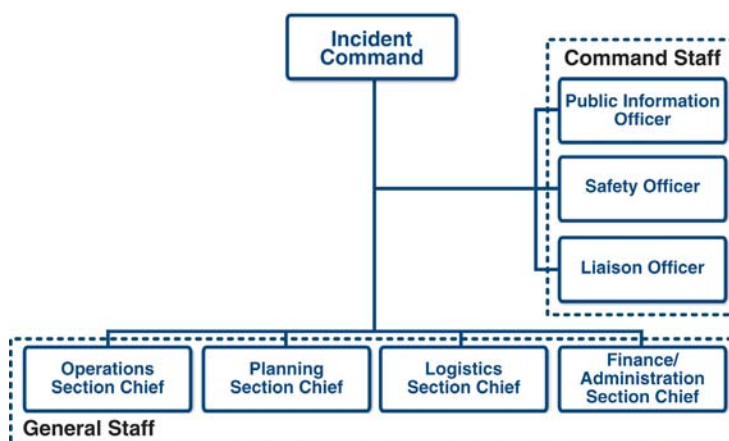 Incident
Command
Command Staff
Public Information
Officer
Safety Officer
Liaison Officer
Operations
Section Chief
Planning
Section Chief
Logistics
Section Chief
Finance/
Administration
Section Chief
General Staff